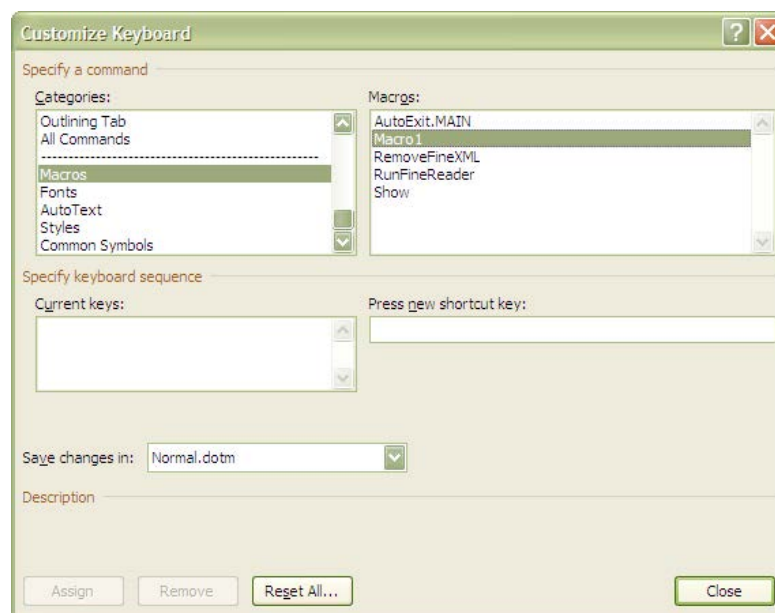 Customize Keyboard
Specify a command
Categories:
Outlining Tab
All Commands
--------------------------------------------------
Macros
Fonts
AutoText
Styles
Common Symbols
Macros:
AutoExit.MAIN
Macro1
RemoveFineXML
RunFineReader
Show
Specify keyboard sequence
Current keys:
Press new shortcut key:
Save changes in: Normal.dotm
Description
Assign Remove Reset All... Close